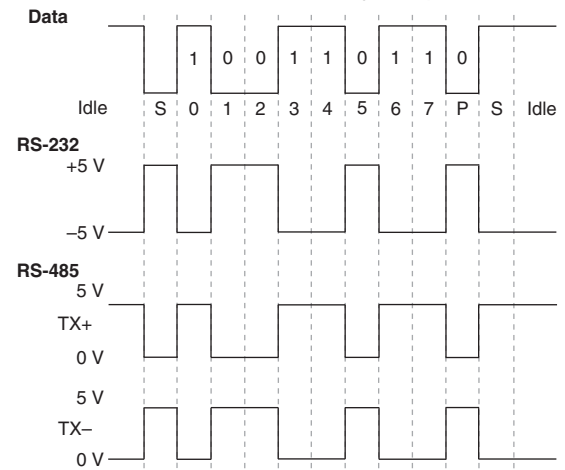 Data
1 0 0 1 1 0 1 1 0
Idle S 0 1 2 3 4 5 6 7 P S Idle
RS-232
+5 V
–5 V
RS-485
5 V
TX+
0 V
5 V
TX–
0 V